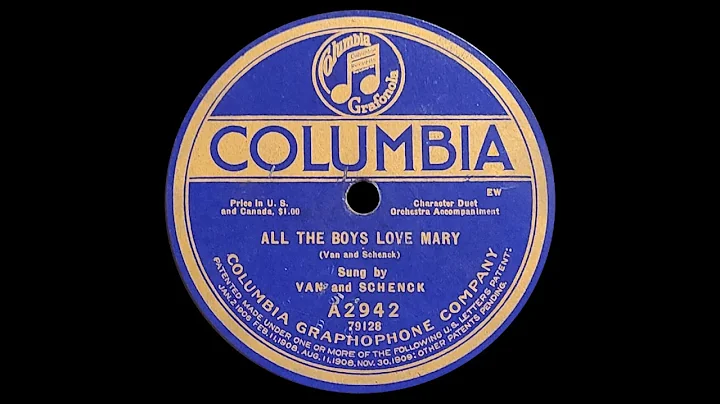 Columbia
Grafonola
COLUMBIA
EW
Price in U. S.
and Canada, $1.00
Character Duet
Orchestra Accompaniment
ALL THE BOYS LOVE MARY
(Van and Schenck)
Sung by
VAN and SCHENCK
A2942
79128
COLUMBIA GRAPHOPHONE COMPANY
PATENTED, MADE UNDER ONE OR MORE OF THE FOLLOWING U.S. LETTERS PATENT:
JAN. 2, 1906, FEB. 11, 1908, AUG. 11, 1908, NOV. 30, 1909; OTHER PATENTS PENDING.